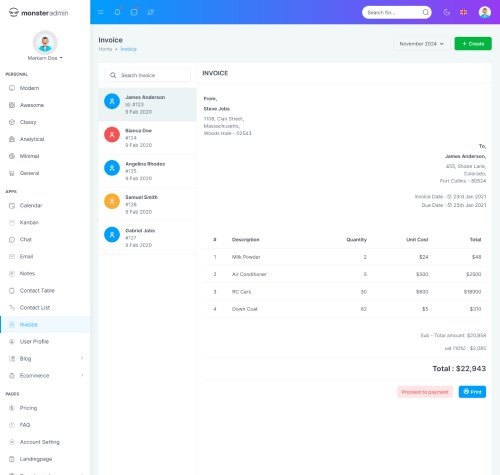 monsteradmin
Search for...
Markarn Doe
PERSONAL
Modern
Awesome
Classy
Analytical
Minimal
General
APPS
Calendar
Kanban
Chat
Email
Notes
Contact Table
Contact List
Invoice
User Profile
Blog
Ecommerce
PAGES
Pricing
FAQ
Account Setting
Landingpage
Invoice
Home • Invoice
November 2024
+ Create
Search Invoice
James Anderson
#123
9 Feb 2020
Bianca Doe
#124
9 Feb 2020
Angelina Rhodes
#125
9 Feb 2020
Samuel Smith
#126
9 Feb 2020
Gabriel Jobs
#127
9 Feb 2020
INVOICE
From,
Steve Jobs
1108, Clair Street,
Massachusetts,
Woods Hole - 02543
To,
James Anderson,
455, Shobe Lane,
Colorado,
Fort Collins - 80524
Invoice Date : 23rd Jan 2021
Due Date : 25th Jan 2021
# Description Quantity Unit Cost Total
1 Milk Powder 2 $24 $48
2 Air Conditioner 5 $500 $2500
3 RC Cars 30 $600 $18000
4 Down Coat 62 $5 $310
Sub - Total amount: $20,858
vat (10%) : $2,085
Total : $22,943
Proceed to payment
Print